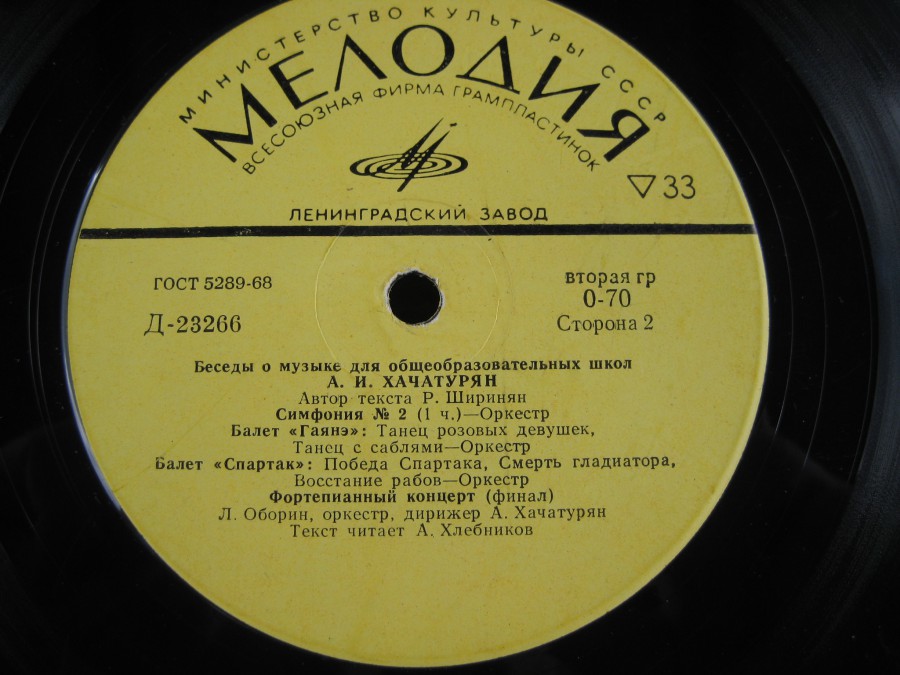 МИНИСТЕРСТВО КУЛЬТУРЫ СССР
МЕЛОДИЯ
ВСЕСОЮЗНАЯ ФИРМА ГРАМПЛАСТИНОК
▽33
ЛЕНИНГРАДСКИЙ ЗАВОД
ГОСТ 5289-68
вторая гр
0-70
Д-23266
Сторона 2
Беседы о музыке для общеобразовательных школ
А. И. ХАЧАТУРЯН
Автор текста Р. Ширинян
Симфония № 2 (1 ч.)—Оркестр
Балет «Гаянэ»: Танец розовых девушек,
Танец с саблями—Оркестр
Балет «Спартак»: Победа Спартака, Смерть гладиатора,
Восстание рабов—Оркестр
Фортепианный концерт (финал)
Л. Оборин, оркестр, дирижер А. Хачатурян
Текст читает А. Хлебников